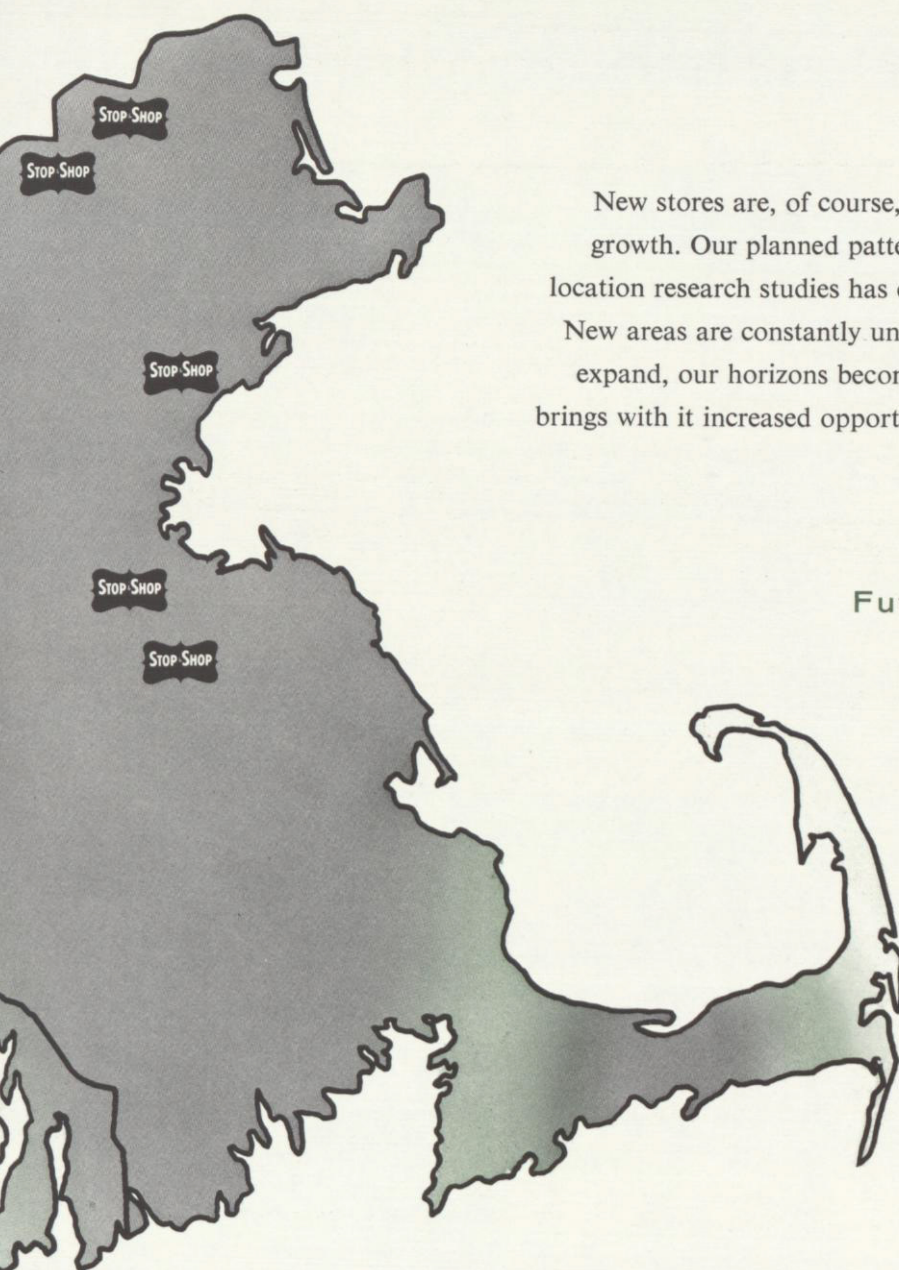 STOP·SHOP
STOP·SHOP
New stores are, of course,
growth. Our planned patte
location research studies has
New areas are constantly un
expand, our horizons becom
brings with it increased opport
STOP·SHOP
STOP·SHOP
Fu
STOP·SHOP